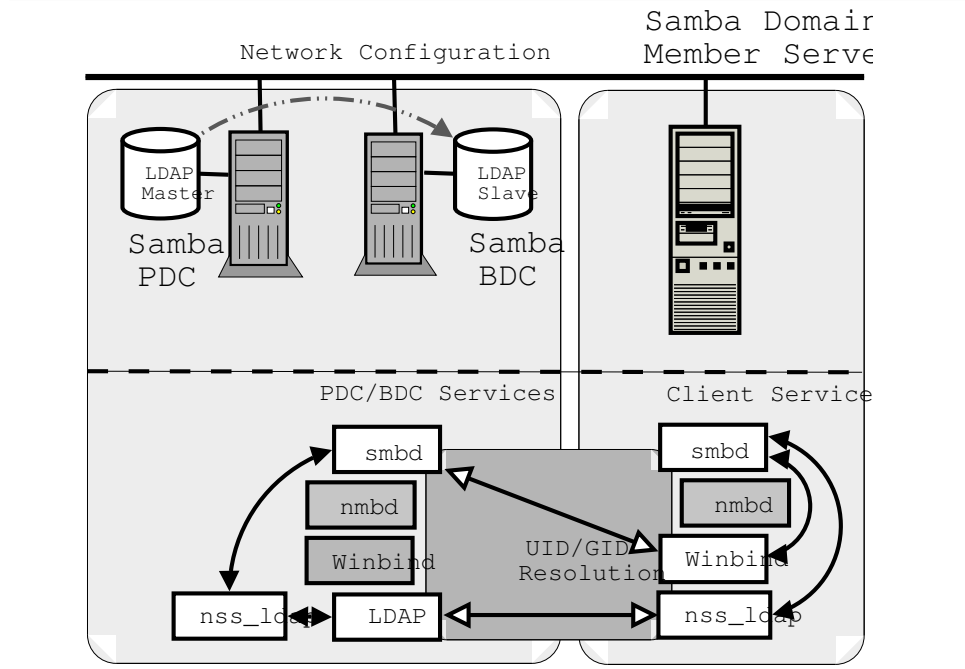 Samba Domain
Network Configuration
Member Serve
LDAP
Master
LDAP
Slave
Samba
PDC
Samba
BDC
PDC/BDC Services
Client Service
smbd
nmbd
Winbind
nss_ldap
LDAP
UID/GID
Resolution
smbd
nmbd
Winbind
nss_ldap